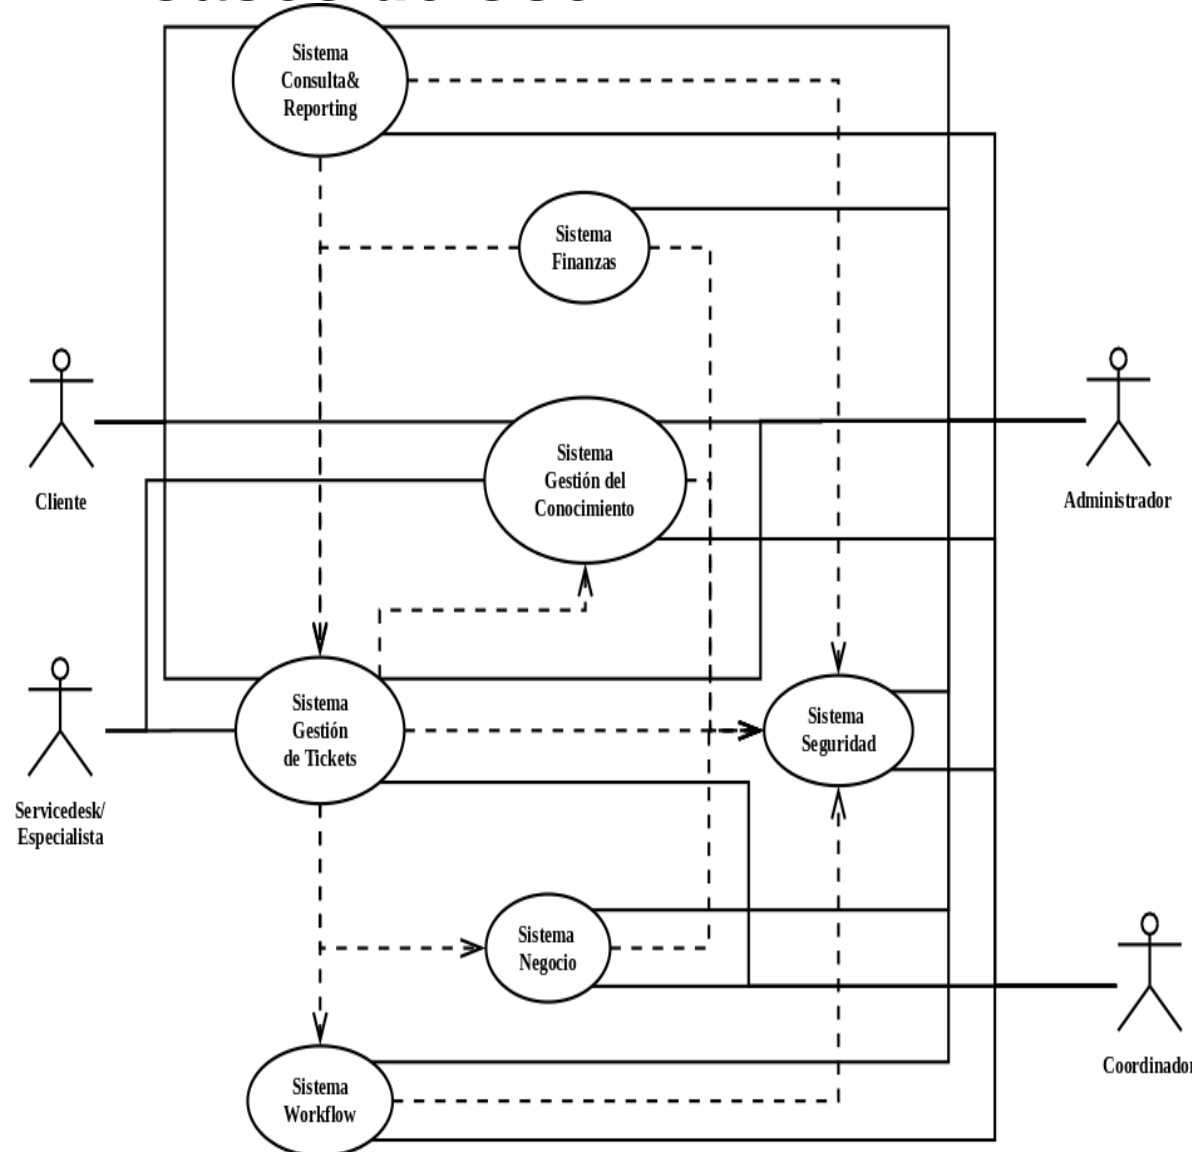 Sistema
Consulta&
Reporting
Sistema
Finanzas
Sistema
Gestión del
Conocimiento
Cliente
Administrador
Sistema
Gestión
de Tickets
Sistema
Seguridad
Servicedesk/
Especialista
Sistema
Negocio
Coordinador
Sistema
Workflow